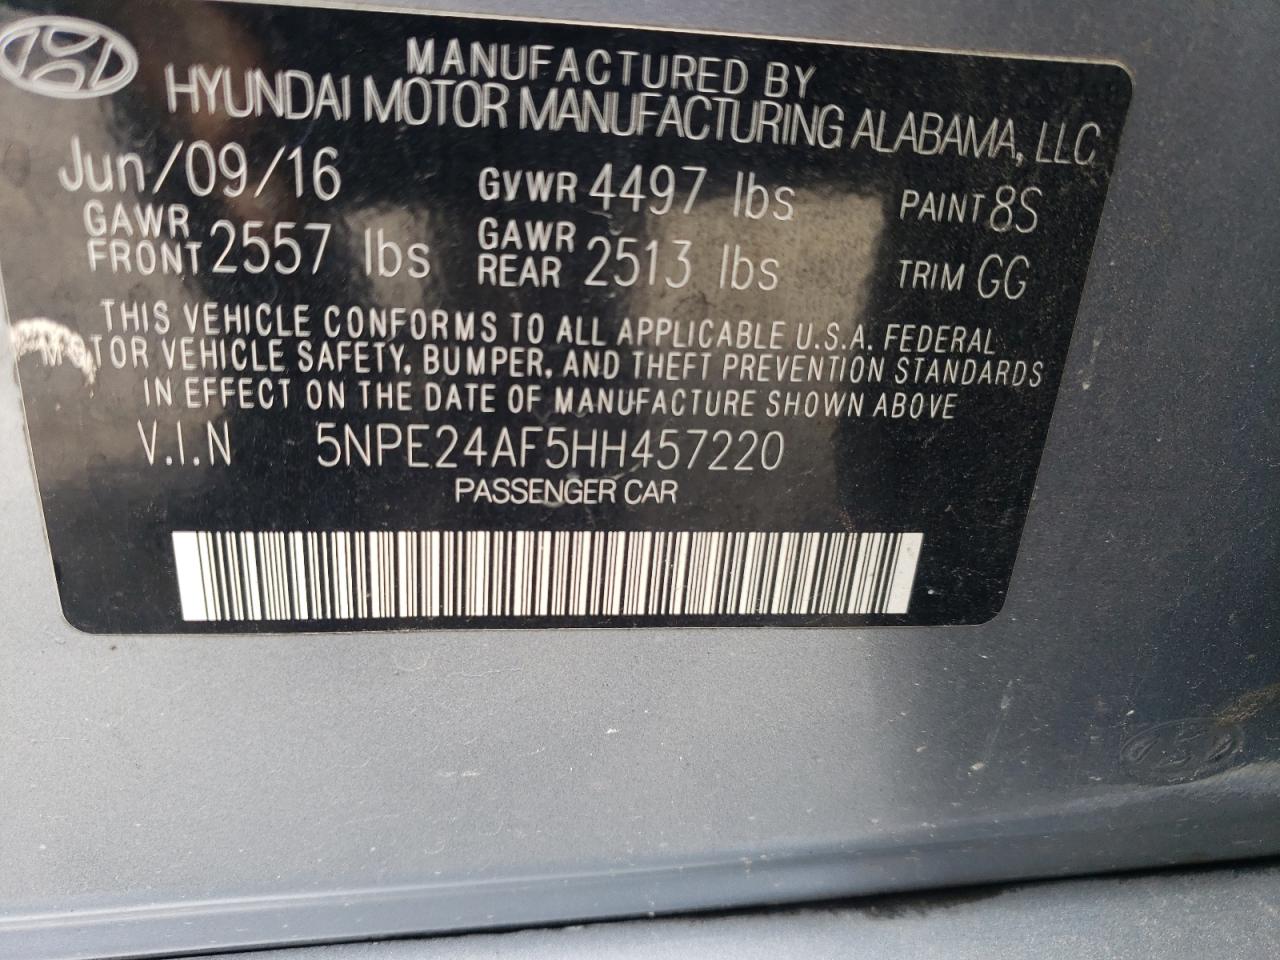 MANUFACTURED BY
HYUNDAI MOTOR MANUFACTURING ALABAMA, LLC
Jun/09/16 GVWR 4497 lbs PAINT 8S
GAWR FRONT 2557 lbs GAWR REAR 2513 lbs TRIM GG
THIS VEHICLE CONFORMS TO ALL APPLICABLE U.S.A. FEDERAL
MOTOR VEHICLE SAFETY, BUMPER, AND THEFT PREVENTION STANDARDS
IN EFFECT ON THE DATE OF MANUFACTURE SHOWN ABOVE
V.I.N 5NPE24AF5HH457220
PASSENGER CAR